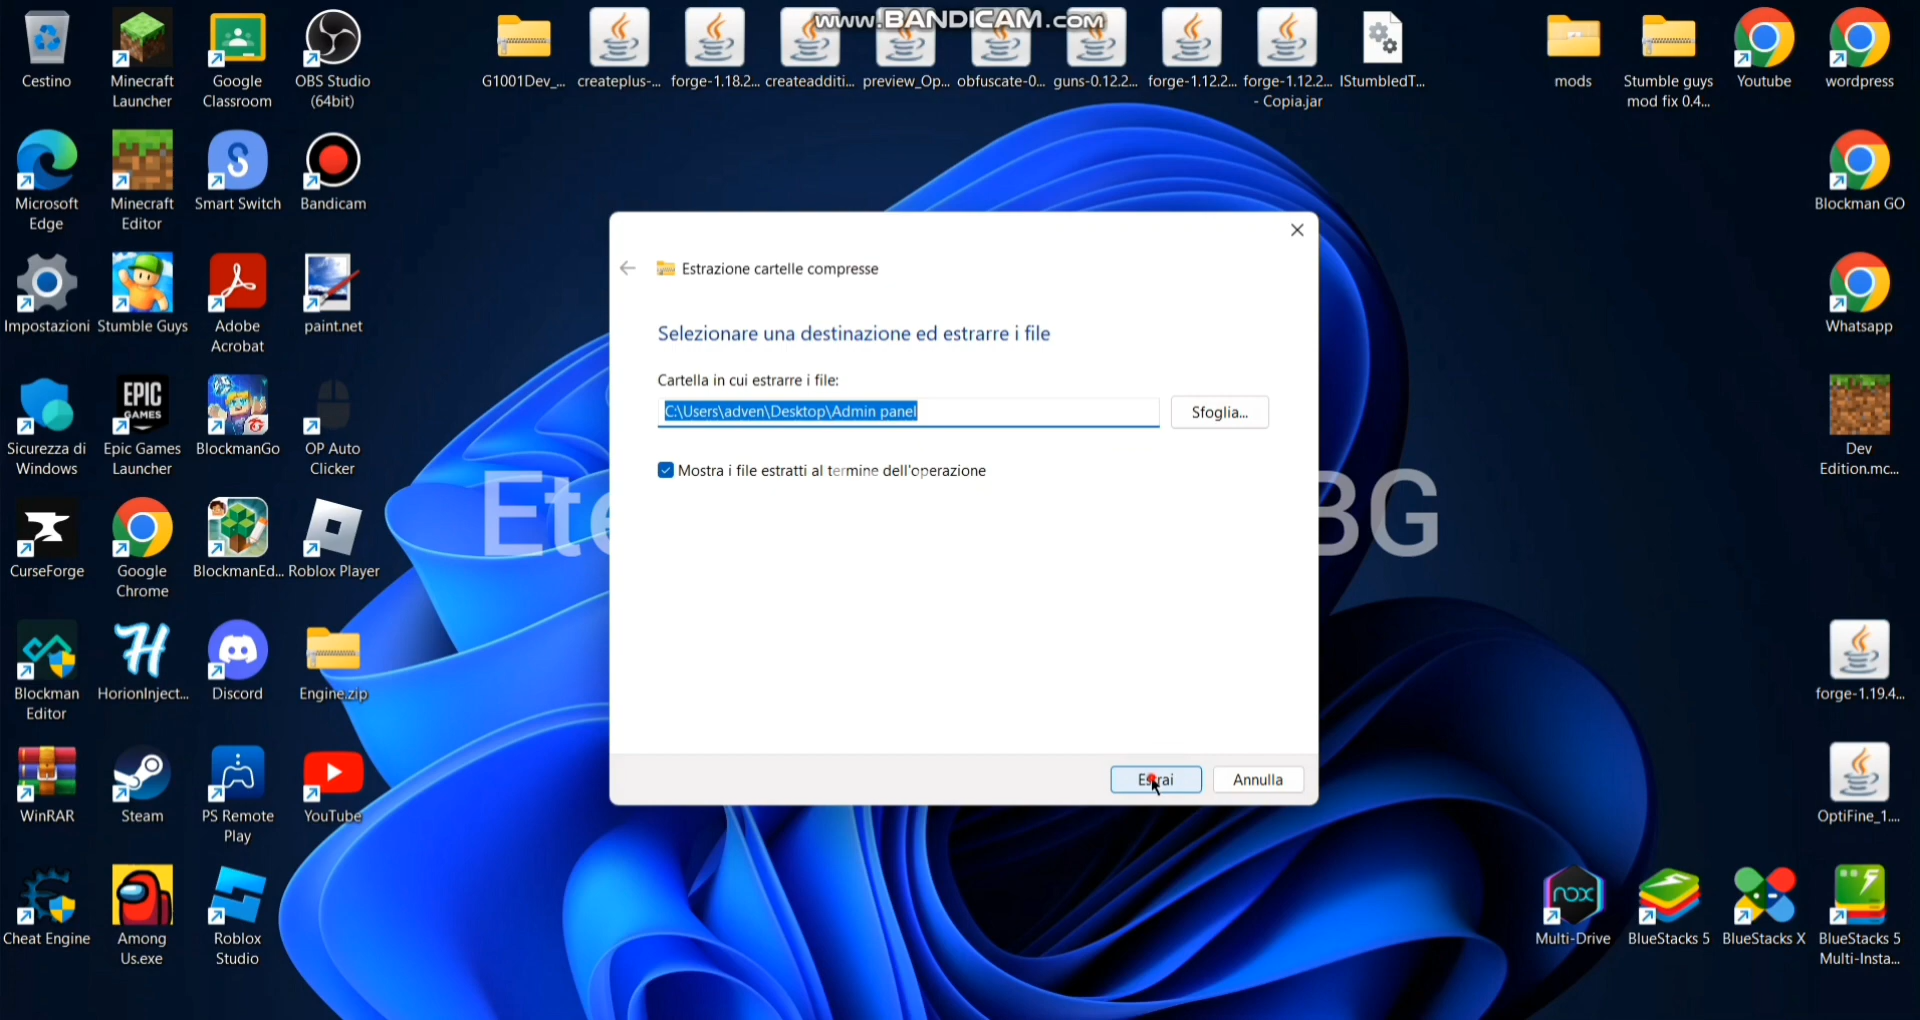 www.BANDICAM.com
Cestino
Minecraft
Launcher
Google
Classroom
OBS Studio
(64bit)
G1001Dev_...
createplus-...
forge-1.18.2...
createadditi...
preview_Op...
obfuscate-0...
guns-0.12.2...
forge-1.12.2...
forge-1.12.2...
- Copia.jar
IStumbledT...
mods
Stumble guys
mod fix 0.4...
Youtube
wordpress
Microsoft
Edge
Minecraft
Editor
Smart Switch
Bandicam
Blockman GO
Impostazioni
Stumble Guys
Adobe
Acrobat
paint.net
Whatsapp
Sicurezza di
Windows
EPIC
GAMES
Epic Games
Launcher
BlockmanGo
OP Auto
Clicker
Dev
Edition.mc...
CurseForge
Google
Chrome
BlockmanEd...
Roblox Player
Blockman
Editor
HorionInject...
Discord
Engine.zip
forge-1.19.4...
WinRAR
Steam
PS Remote
Play
YouTube
OptiFine_1....
Cheat Engine
Among
Us.exe
Roblox
Studio
nox
Multi-Drive
BlueStacks 5
BlueStacks X
BlueStacks 5
Multi-Insta...
Estrazione cartelle compresse
Selezionare una destinazione ed estrarre i file
Cartella in cui estrarre i file:
C:\Users\adven\Desktop\Admin panel
Sfoglia...
Mostra i file estratti al termine dell'operazione
Ete
BG
Estrai
Annulla